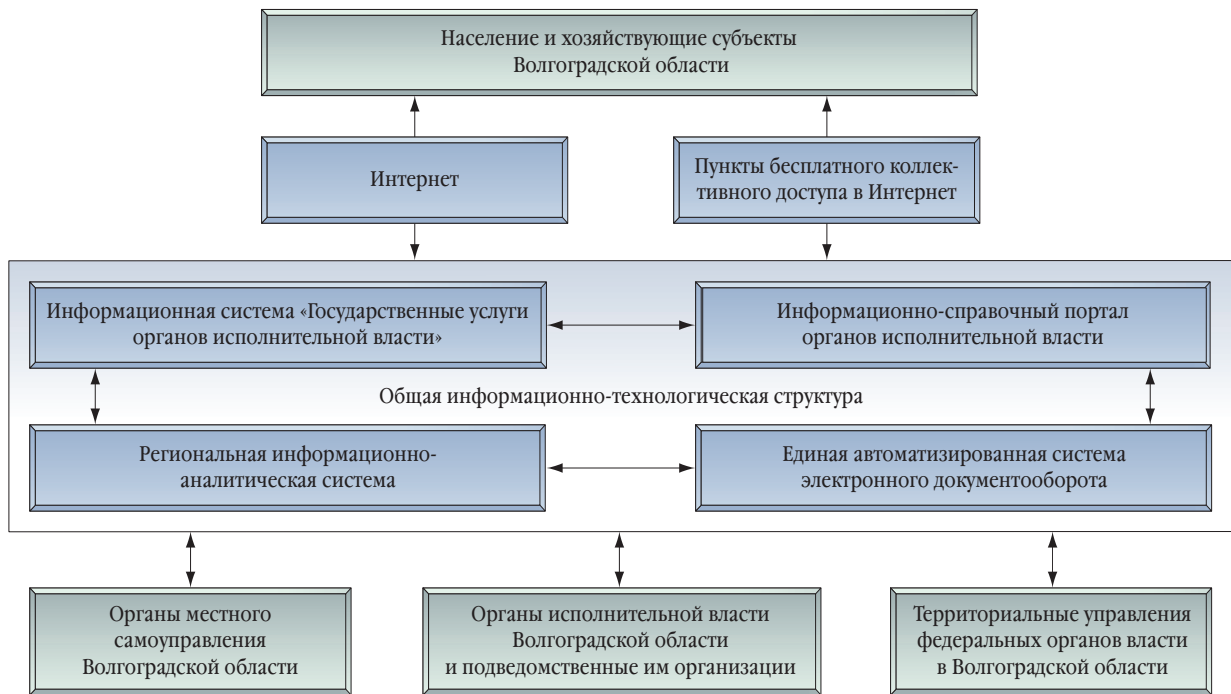 Население и хозяйствующие субъекты
Волгоградской области
Интернет
Пункты бесплатного коллек-
тивного доступа в Интернет
Информационная система «Государственные услуги
органов исполнительной власти»
Информационно-справочный портал
органов исполнительной власти
Общая информационно-технологическая структура
Региональная информационно-
аналитическая система
Единая автоматизированная система
электронного документооборота
Органы местного
самоуправления
Волгоградской области
Органы исполнительной власти
Волгоградской области
и подведомственные им организации
Территориальные управления
федеральных органов власти
в Волгоградской области